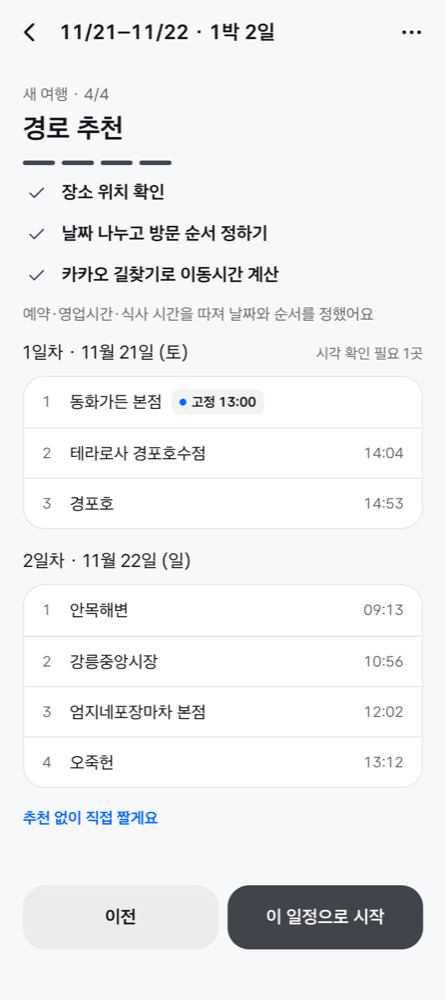 11/21–11/22 · 1박 2일
새 여행 · 4/4
경로 추천
장소 위치 확인
날짜 나누고 방문 순서 정하기
카카오 길찾기로 이동시간 계산
예약·영업시간·식사 시간을 따져 날짜와 순서를 정했어요
1일차 · 11월 21일 (토) 시각 확인 필요 1곳
1 동화가든 본점 고정 13:00
2 테라로사 경포호수점 14:04
3 경포호 14:53
2일차 · 11월 22일 (일)
1 안목해변 09:13
2 강릉중앙시장 10:56
3 엄지네포장마차 본점 12:02
4 오죽헌 13:12
추천 없이 직접 짤게요
이전 이 일정으로 시작